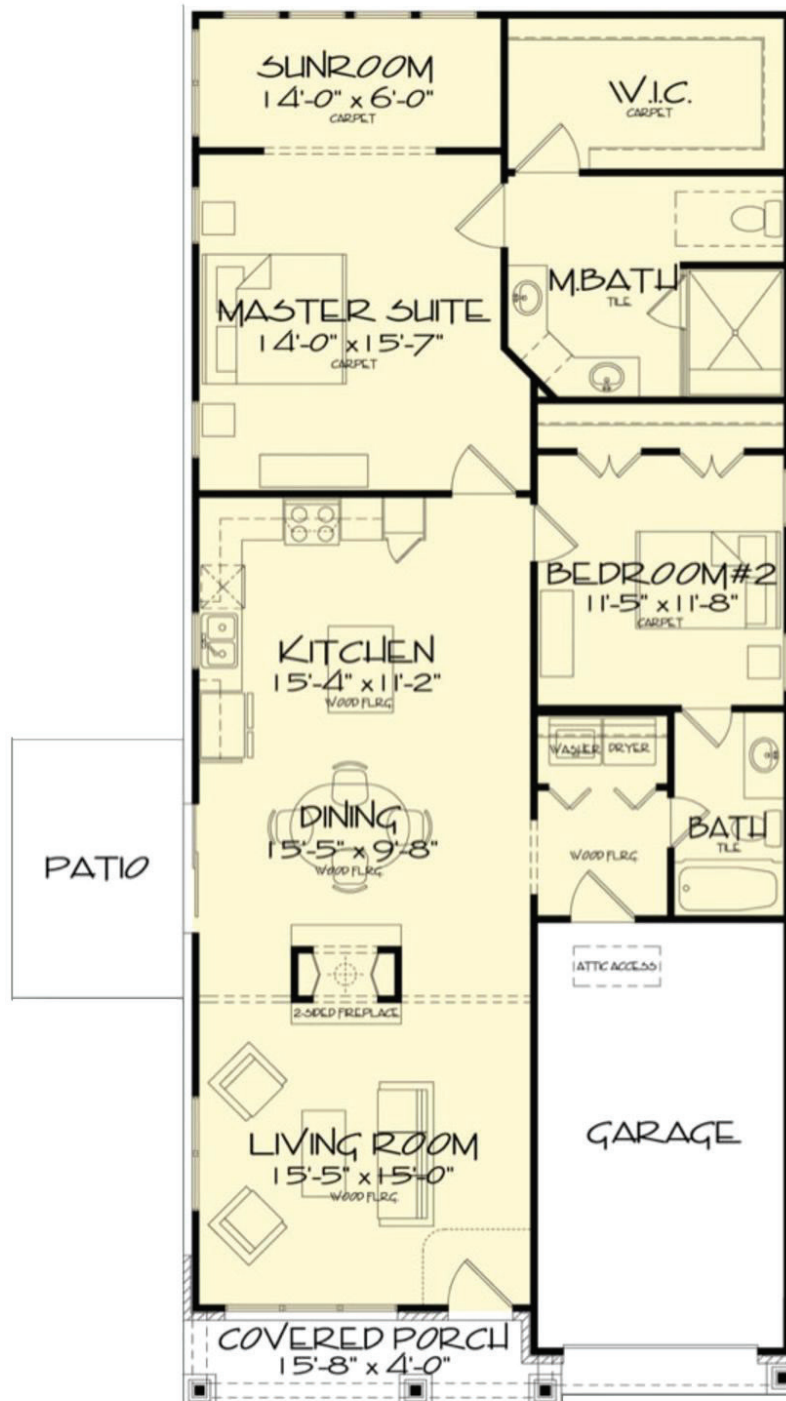 SUNROOM
14'-0" x 6'-0"
CARPET
W.I.C.
CARPET
M.BATH
TILE
MASTER SUITE
14'-0" x 15'-7"
CARPET
BEDROOM#2
11'-5" x 11'-8"
CARPET
KITCHEN
15'-4" x 11'-2"
WOOD FLRG.
WASHER
DRYER
DINING
15'-5" x 9'-8"
WOOD FLRG.
WOOD FLRG.
BATH
TILE
PATIO
ATTIC ACCESS
2-SIDED FIREPLACE
LIVING ROOM
15'-5" x 15'-0"
WOOD FLRG.
GARAGE
COVERED PORCH
15'-8" x 4'-0"